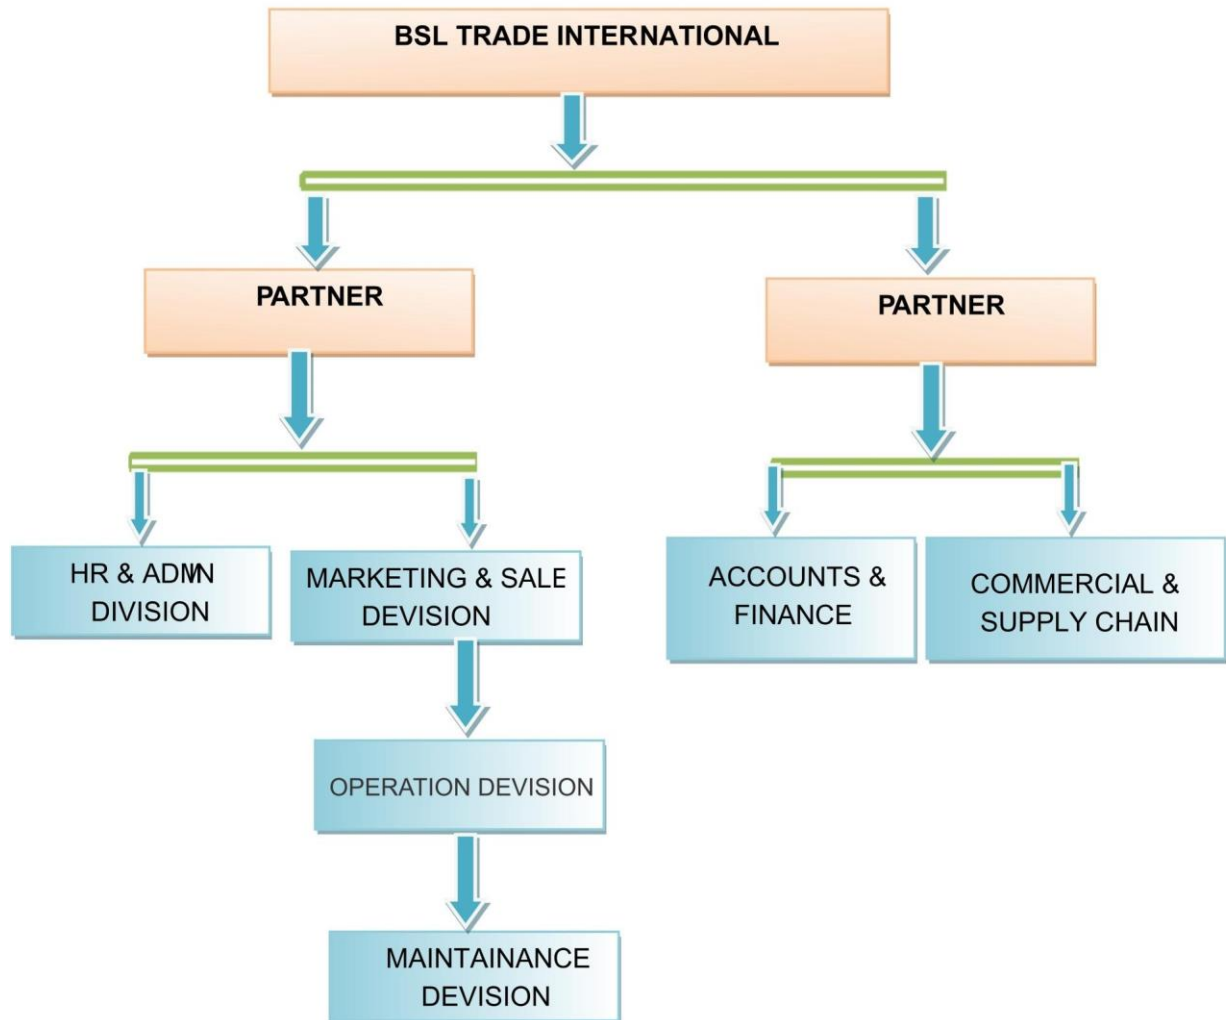 BSL TRADE INTERNATIONAL
PARTNER
PARTNER
HR & ADMIN
DIVISION
MARKETING & SALE
DEVISION
ACCOUNTS &
FINANCE
COMMERCIAL &
SUPPLY CHAIN
OPERATION DEVISION
MAINTAINANCE
DEVISION